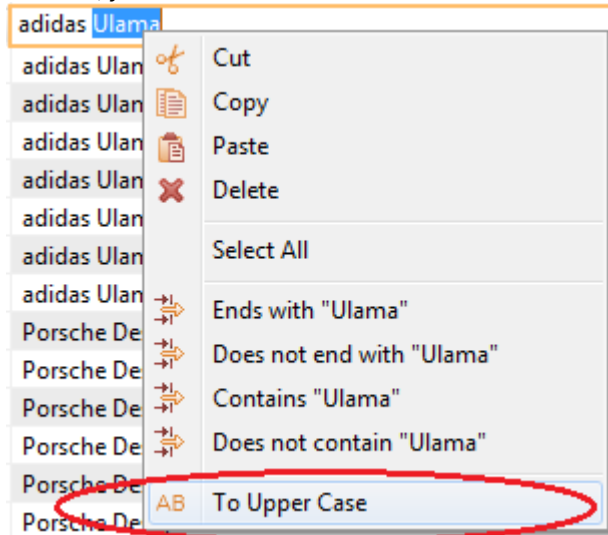 adidas Ulama
adidas Ulan
adidas Ulan
adidas Ulan
adidas Ulan
adidas Ulan
adidas Ulan
adidas Ulan
Porsche De
Porsche De
Porsche De
Porsche De
Porsche De
Porsche De
Cut
Copy
Paste
Delete
Select All
Ends with "Ulama"
Does not end with "Ulama"
Contains "Ulama"
Does not contain "Ulama"
AB To Upper Case